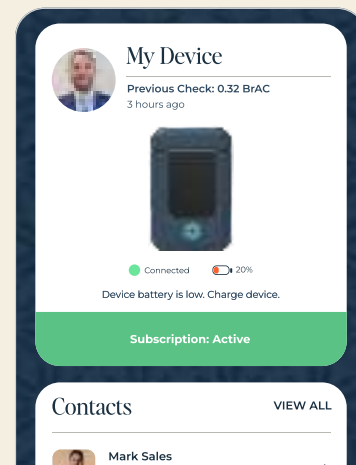 My Device
Previous Check: 0.32 BrAC
3 hours ago
Connected
20%
Device battery is low. Charge device.
Subscription: Active
Contacts
VIEW ALL
Mark Sales